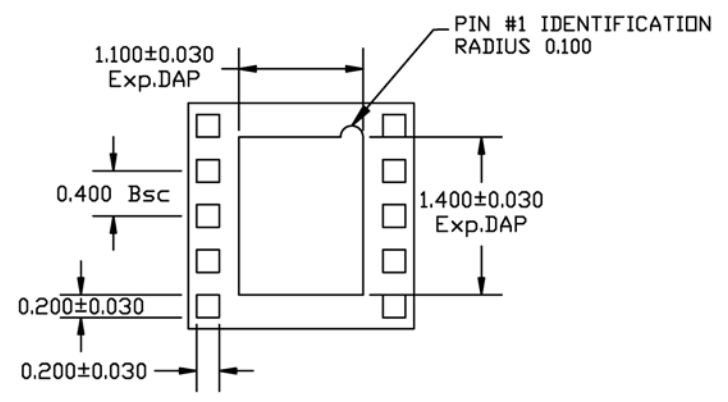 PIN #1 IDENTIFICATION
RADIUS 0.100
1.100±0.030
Exp.DAP
0.400 Bsc
1.400±0.030
Exp.DAP
0.200±0.030
0.200±0.030